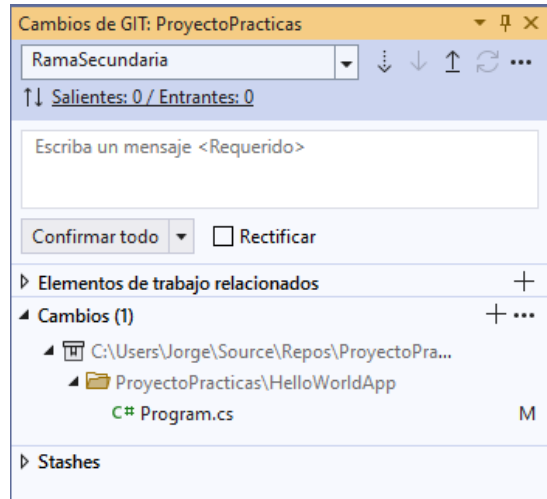 Cambios de GIT: ProyectoPracticas
RamaSecundaria
Salientes: 0 / Entrantes: 0
Escriba un mensaje <Requerido>
Confirmar todo
Rectificar
Elementos de trabajo relacionados
Cambios (1)
C:\Users\Jorge\Source\Repos\ProyectoPra...
ProyectoPracticas\HelloWorldApp
C# Program.cs M
Stashes